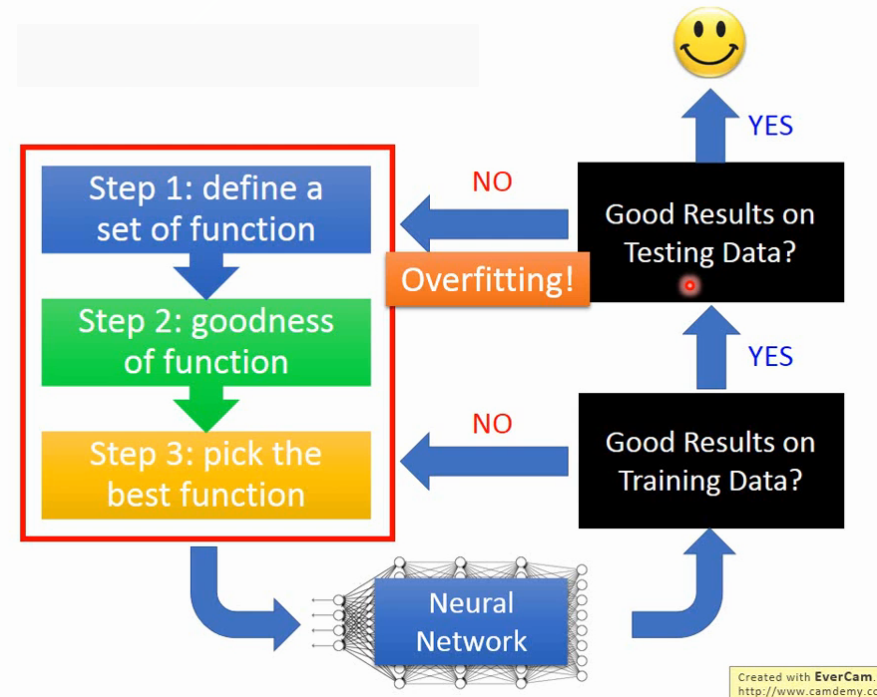 YES
NO
Step 1: define a
set of function
Good Results on
Testing Data?
Overfitting!
Step 2: goodness
of function
YES
NO
Step 3: pick the
best function
Good Results on
Training Data?
Neural
Network
Created with EverCam.
http://www.camdemy.co